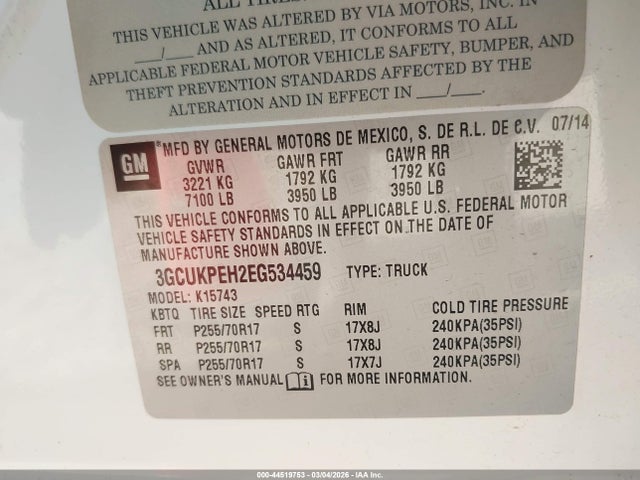 ALL TIRES.
THIS VEHICLE WAS ALTERED BY VIA MOTORS, INC. IN
___/___ AND AS ALTERED, IT CONFORMS TO ALL
APPLICABLE FEDERAL MOTOR VEHICLE SAFETY, BUMPER, AND
THEFT PREVENTION STANDARDS AFFECTED BY THE
ALTERATION AND IN EFFECT IN ___/___.
GM
®MFD BY GENERAL MOTORS DE MEXICO, S. DE R.L. DE C.V. 07/14
GVWR GAWR FRT GAWR RR
3221 KG 1792 KG 1792 KG
7100 LB 3950 LB 3950 LB
THIS VEHICLE CONFORMS TO ALL APPLICABLE U.S. FEDERAL MOTOR
VEHICLE SAFETY STANDARDS IN EFFECT ON THE DATE OF
MANUFACTURE SHOWN ABOVE.
3GCUKPEH2EG534459 TYPE: TRUCK
MODEL: K15743
KBTQ TIRE SIZE SPEED RTG RIM COLD TIRE PRESSURE
FRT P255/70R17 S 17X8J 240KPA(35PSI)
RR P255/70R17 S 17X8J 240KPA(35PSI)
SPA P255/70R17 S 17X7J 240KPA(35PSI)
SEE OWNER'S MANUAL FOR MORE INFORMATION.
000-44519753 - 03/04/2026 - COPART, INC.